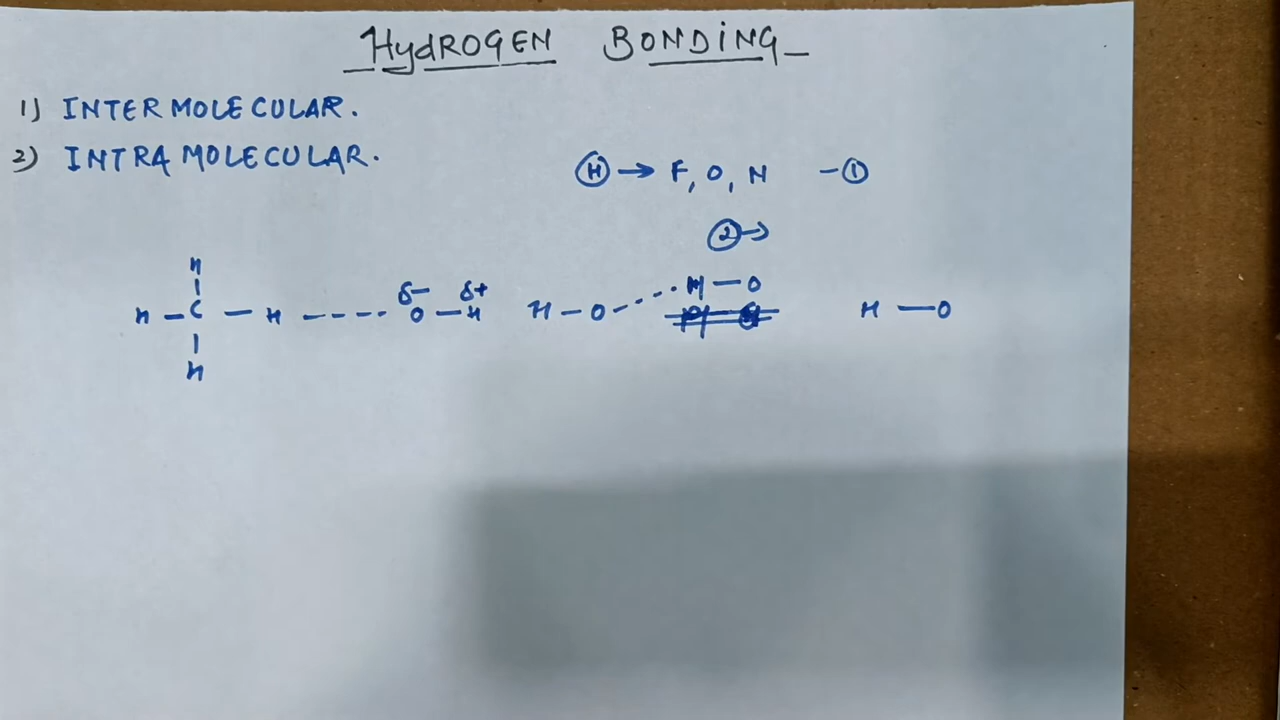 HydROGEN BONDING
1) INTERMOLECULAR.
2) INTRAMOLECULAR.
H → F, O, N - 1
2 →
H
H - C - H ---- O - H
δ- δ+
H
H - O --- H - O
H - O